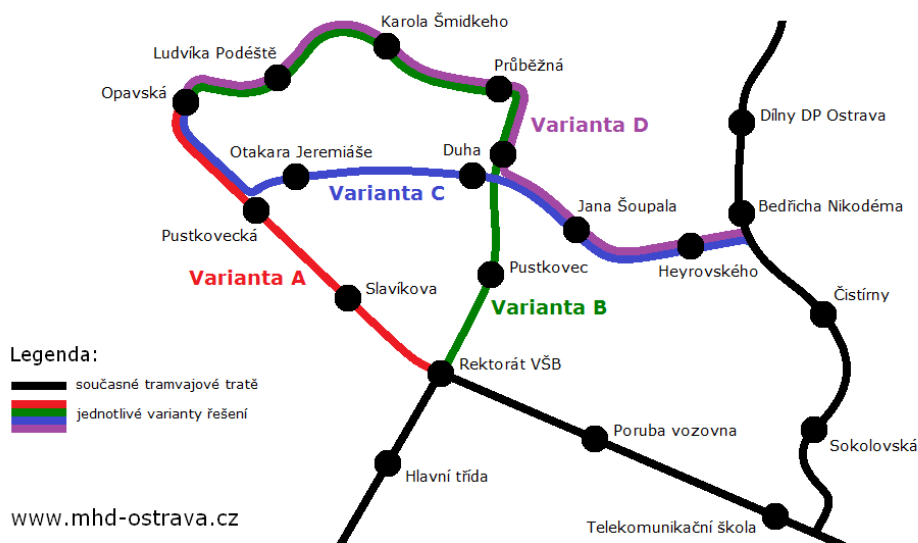 Karola Šmidkeho
Ludvíka Podéště
Průběžná
Opavská
Varianta D
Dílny DP Ostrava
Otakara Jeremiáše
Duha
Varianta C
Jana Šoupala
Bedřicha Nikodéma
Pustkovecká
Heyrovského
Varianta A
Pustkovec
Slavíkova
Varianta B
Čistírny
Legenda:
Rektorát VŠB
současné tramvajové tratě
jednotlivé varianty řešení
Poruba vozovna
Sokolovská
Hlavní třída
www.mhd-ostrava.cz
Telekomunikační škola